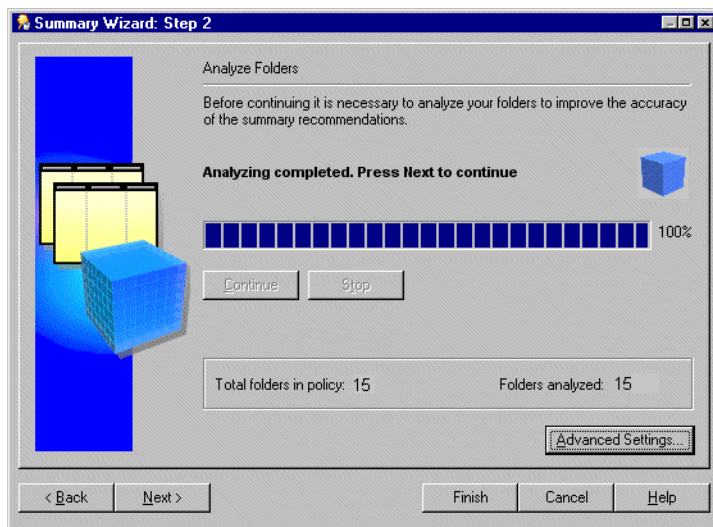 Summary Wizard: Step 2
Analyze Folders
Before continuing it is necessary to analyze your folders to improve the accuracy
of the summary recommendations.
Analyzing completed. Press Next to continue
100%
Continue
Stop
Total folders in policy: 15
Folders analyzed: 15
Advanced Settings...
< Back
Next >
Finish
Cancel
Help